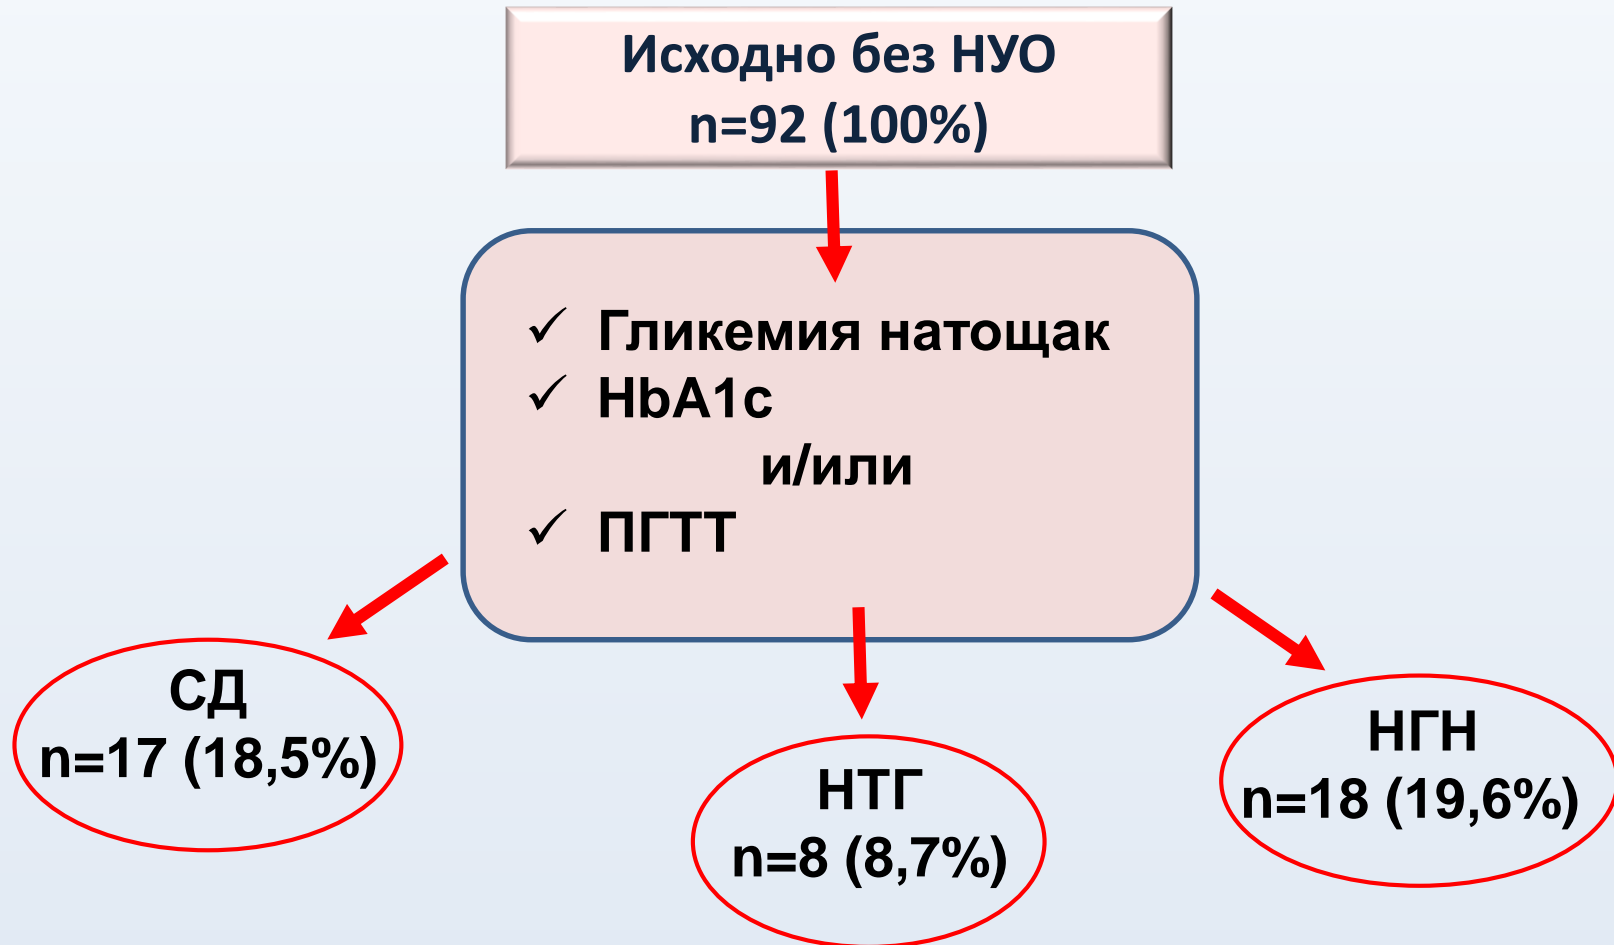 Исходно без НУО
n=92 (100%)
✓ Гликемия натощак
✓ HbA1c
и/или
✓ ПГТТ
СД
n=17 (18,5%)
НТГ
n=8 (8,7%)
НГН
n=18 (19,6%)